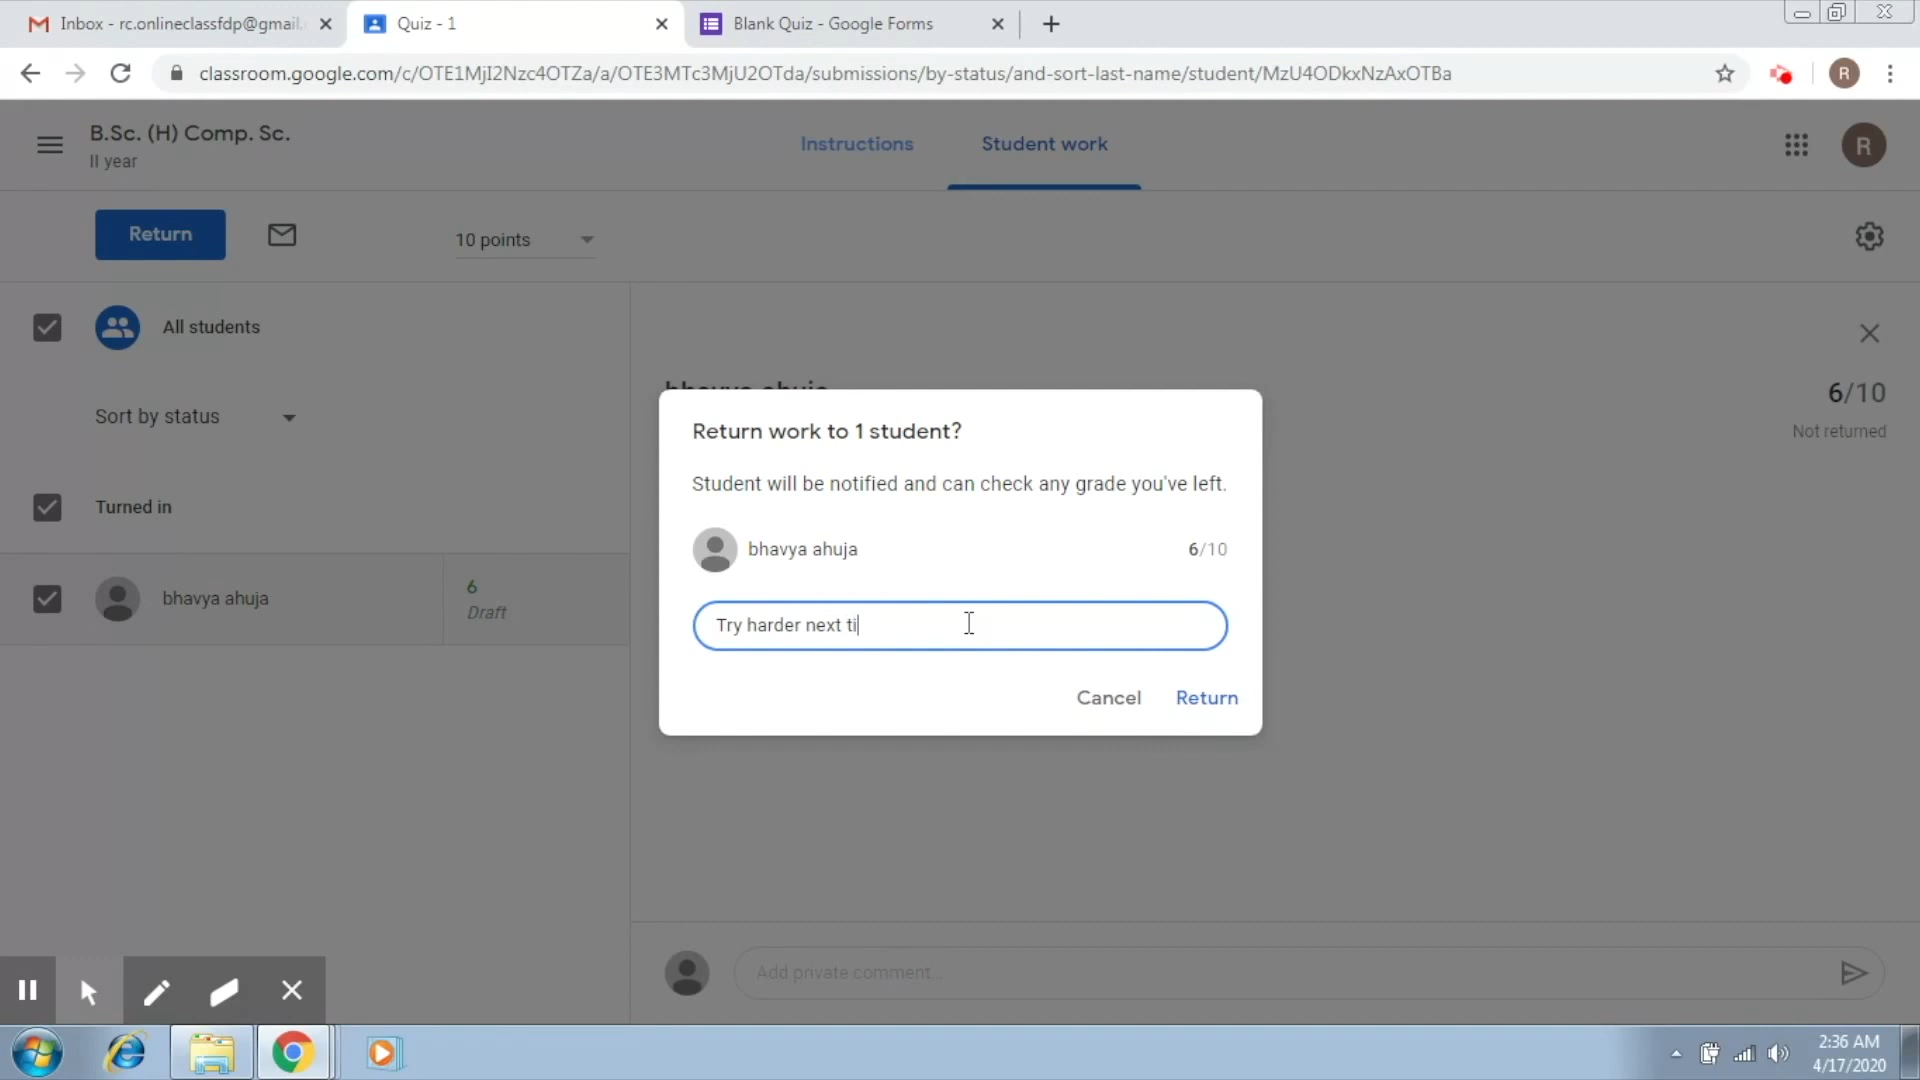 Inbox - rc.onlineclassfdp@gmail.
Quiz - 1
Blank Quiz - Google Forms
classroom.google.com/c/OTE1MjI2Nzc4OTZa/a/OTE3MTc3MjU2OTda/submissions/by-status/and-sort-last-name/student/MzU4ODkxNzAxOTBa
R
B.Sc. (H) Comp. Sc.
II year
Instructions
Student work
R
Return
10 points
All students
Sort by status
Turned in
bhavya ahuja
6
Draft
bhavya ahuja
6/10
Not returned
Return work to 1 student?
Student will be notified and can check any grade you've left.
bhavya ahuja
6/10
Try harder next ti
Cancel
Return
Add private comment...
2:36 AM
4/17/2020